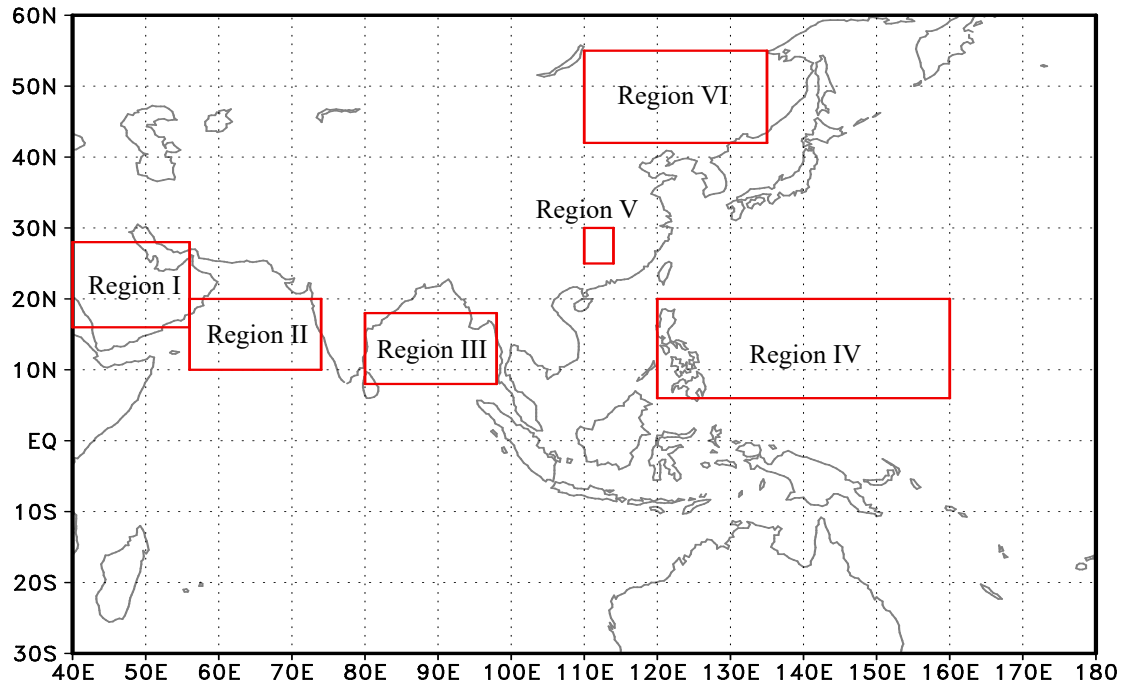 60N
50N
40N
30N
20N
10N
EQ
10S
20S
30S
Region VI
Region V
Region I
Region II
Region III
Region IV
40E 50E 60E 70E 80E 90E 100E 110E 120E 130E 140E 150E 160E 170E 180